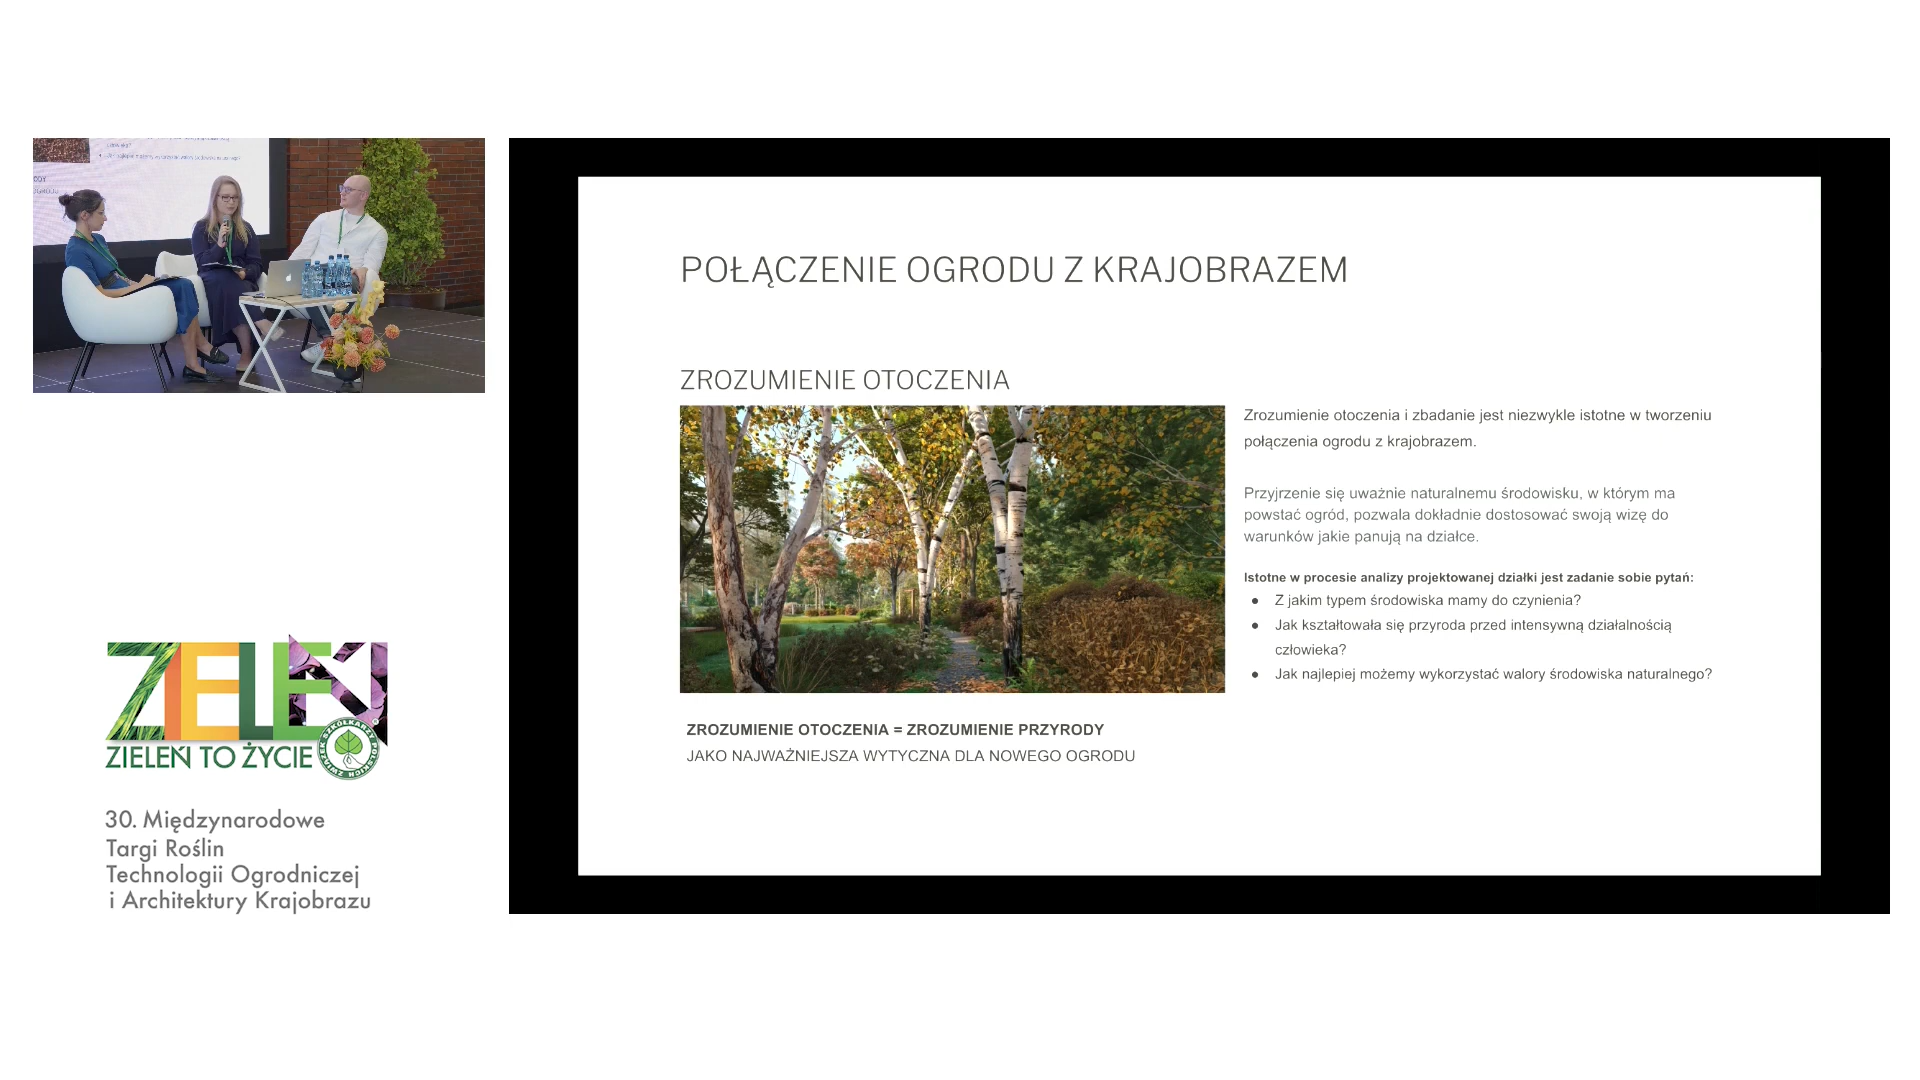 POŁĄCZENIE OGRODU Z KRAJOBRAZEM
ZROZUMIENIE OTOCZENIA
Zrozumienie otoczenia i zbadanie jest niezwykle istotne w tworzeniu
połączenia ogrodu z krajobrazem.
Przyjrzenie się uważnie naturalnemu środowisku, w którym ma
powstać ogród, pozwala dokładnie dostosować swoją wizę do
warunków jakie panują na działce.
Istotne w procesie analizy projektowanej działki jest zadanie sobie pytań:
● Z jakim typem środowiska mamy do czynienia?
● Jak kształtowała się przyroda przed intensywną działalnością
człowieka?
● Jak najlepiej możemy wykorzystać walory środowiska naturalnego?
ZROZUMIENIE OTOCZENIA = ZROZUMIENIE PRZYRODY
JAKO NAJWAŻNIEJSZA WYTYCZNA DLA NOWEGO OGRODU
ZIELEŃ
ZIELEŃ TO ŻYCIE
ZWIĄZEK SZKÓŁKARZY POLSKICH
30. Międzynarodowe
Targi Roślin
Technologii Ogrodniczej
i Architektury Krajobrazu